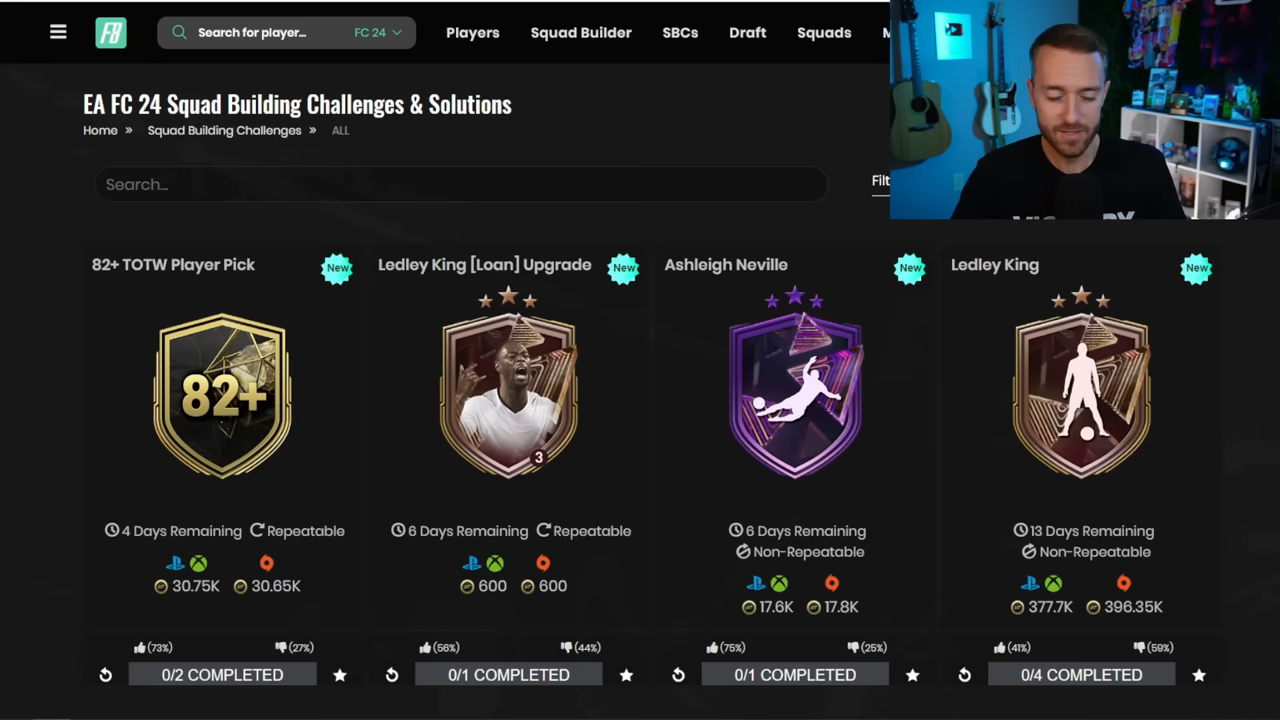 FB
Search for player...
FC 24
Players
Squad Builder
SBCs
Draft
Squads
EA FC 24 Squad Building Challenges & Solutions
Home » Squad Building Challenges » ALL
Search...
82+ TOTW Player Pick
New
82+
4 Days Remaining
Repeatable
30.75K
30.65K
(73%)
(27%)
0/2 COMPLETED
Ledley King [Loan] Upgrade
New
3
6 Days Remaining
Repeatable
600
600
(56%)
(44%)
0/1 COMPLETED
Ashleigh Neville
New
6 Days Remaining
Non-Repeatable
17.6K
17.8K
(75%)
(25%)
0/1 COMPLETED
Ledley King
New
13 Days Remaining
Non-Repeatable
377.7K
396.35K
(41%)
(59%)
0/4 COMPLETED